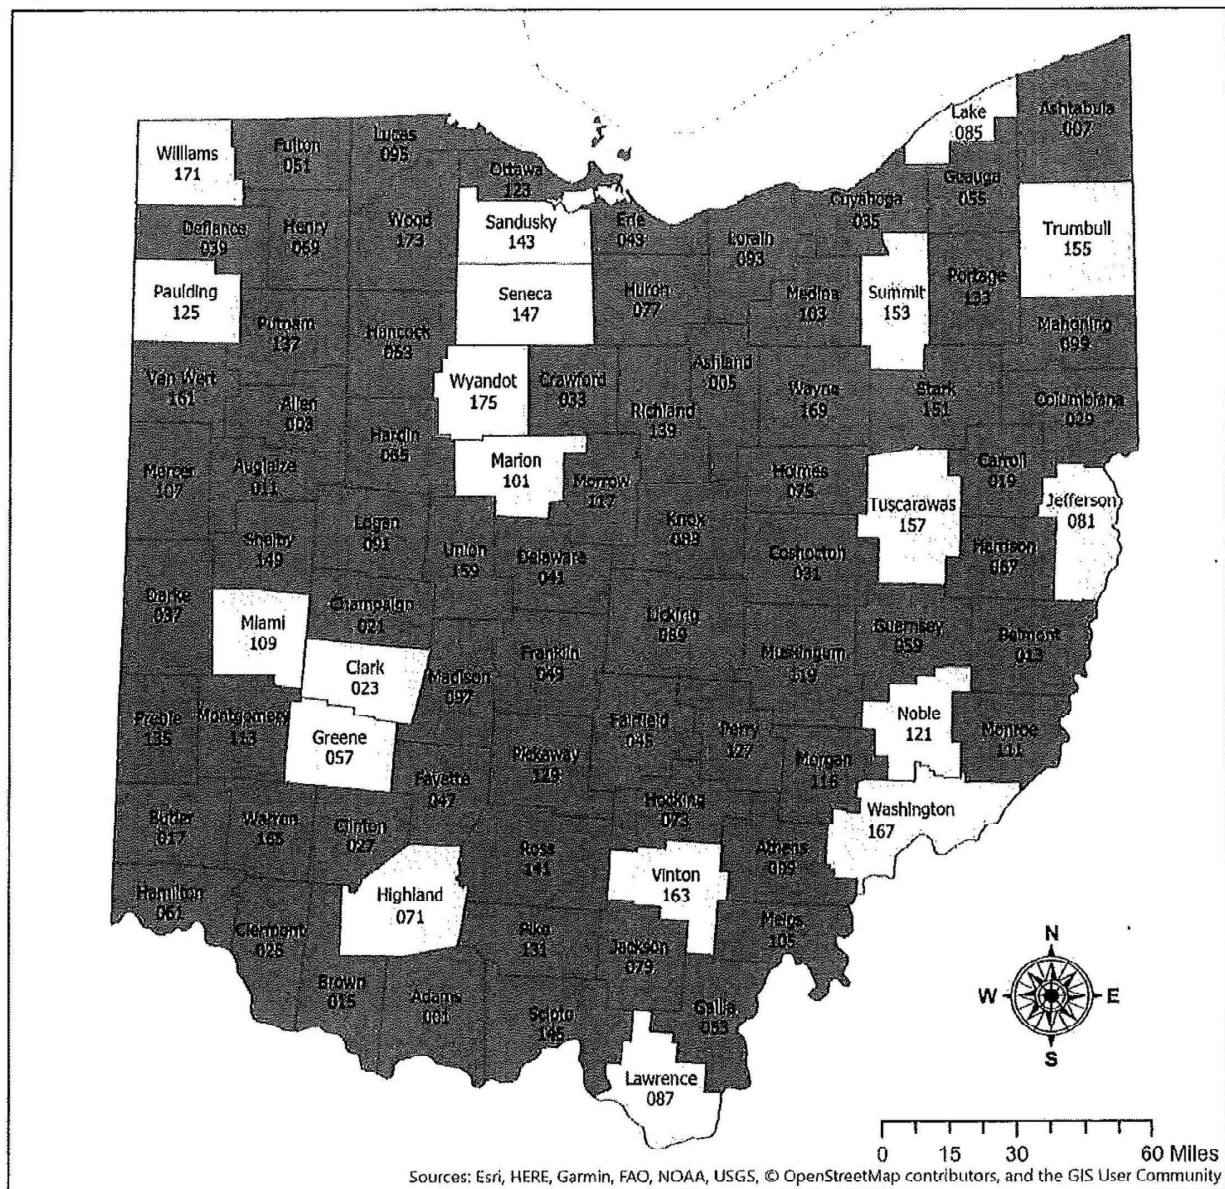 Lake
085
Ashtabula
007
Williams
171
Fulton
051
Lucas
095
Ottawa
123
Geauga
055
Cuyahoga
035
Defiance
039
Henry
069
Wood
173
Sandusky
143
Erie
043
Lorain
093
Trumbull
155
Paulding
125
Seneca
147
Huron
077
Medina
103
Summit
153
Portage
133
Putnam
137
Hancock
063
Mahoning
099
Van Wert
161
Allen
003
Wyandot
175
Crawford
033
Ashland
005
Richland
139
Wayne
169
Stark
151
Columbiana
029
Hardin
065
Marion
101
Mercer
107
Auglaize
011
Morrow
117
Holmes
075
Carroll
019
Tuscarawas
157
Jefferson
081
Logan
091
Shelby
149
Union
159
Delaware
041
Knox
083
Coshocton
031
Harrison
067
Darke
037
Miami
109
Champaign
021
Licking
089
Guernsey
059
Belmont
013
Clark
023
Madison
097
Franklin
049
Muskingum
119
Preble
135
Montgomery
113
Greene
057
Fairfield
045
Perry
127
Noble
121
Monroe
111
Fayette
047
Pickaway
129
Morgan
115
Butler
017
Warren
165
Clinton
027
Hocking
073
Washington
167
Ross
141
Athens
009
Hamilton
061
Highland
071
Vinton
163
Clermont
025
Pike
131
Jackson
079
Meigs
105
Brown
015
Adams
001
Scioto
145
Gallia
053
Lawrence
087
N
W E
S
0 15 30 60 Miles
Sources: Esri, HERE, Garmin, FAO, NOAA, USGS, © OpenStreetMap contributors, and the GIS User Community